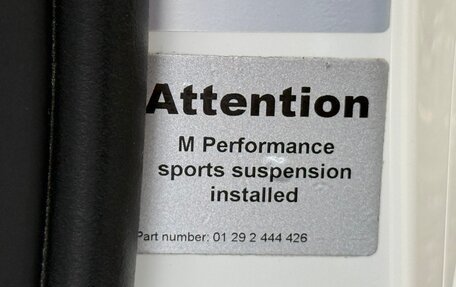 Attention
M Performance
sports suspension
installed
Part number: 01 29 2 444 426